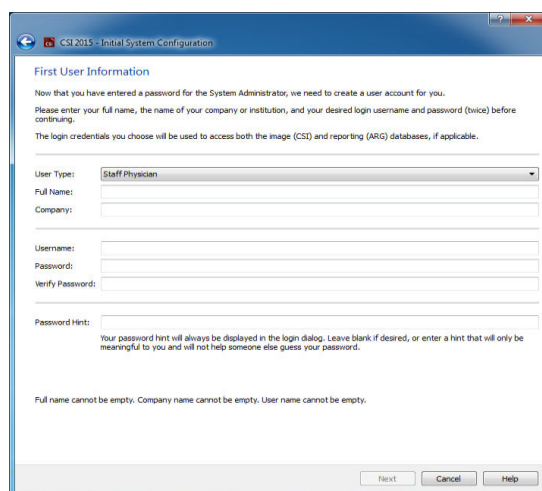 CSI 2015 - Initial System Configuration
First User Information
Now that you have entered a password for the System Administrator, we need to create a user account for you.
Please enter your full name, the name of your company or institution, and your desired login username and password (twice) before
continuing.
The login credentials you choose will be used to access both the image (CSI) and reporting (ARG) databases, if applicable.
User Type: Staff Physician
Full Name:
Company:
Username:
Password:
Verify Password:
Password Hint:
Your password hint will always be displayed in the login dialog. Leave blank if desired, or enter a hint that will only be
meaningful to you and will not help someone else guess your password.
Full name cannot be empty. Company name cannot be empty. User name cannot be empty.
Next Cancel Help